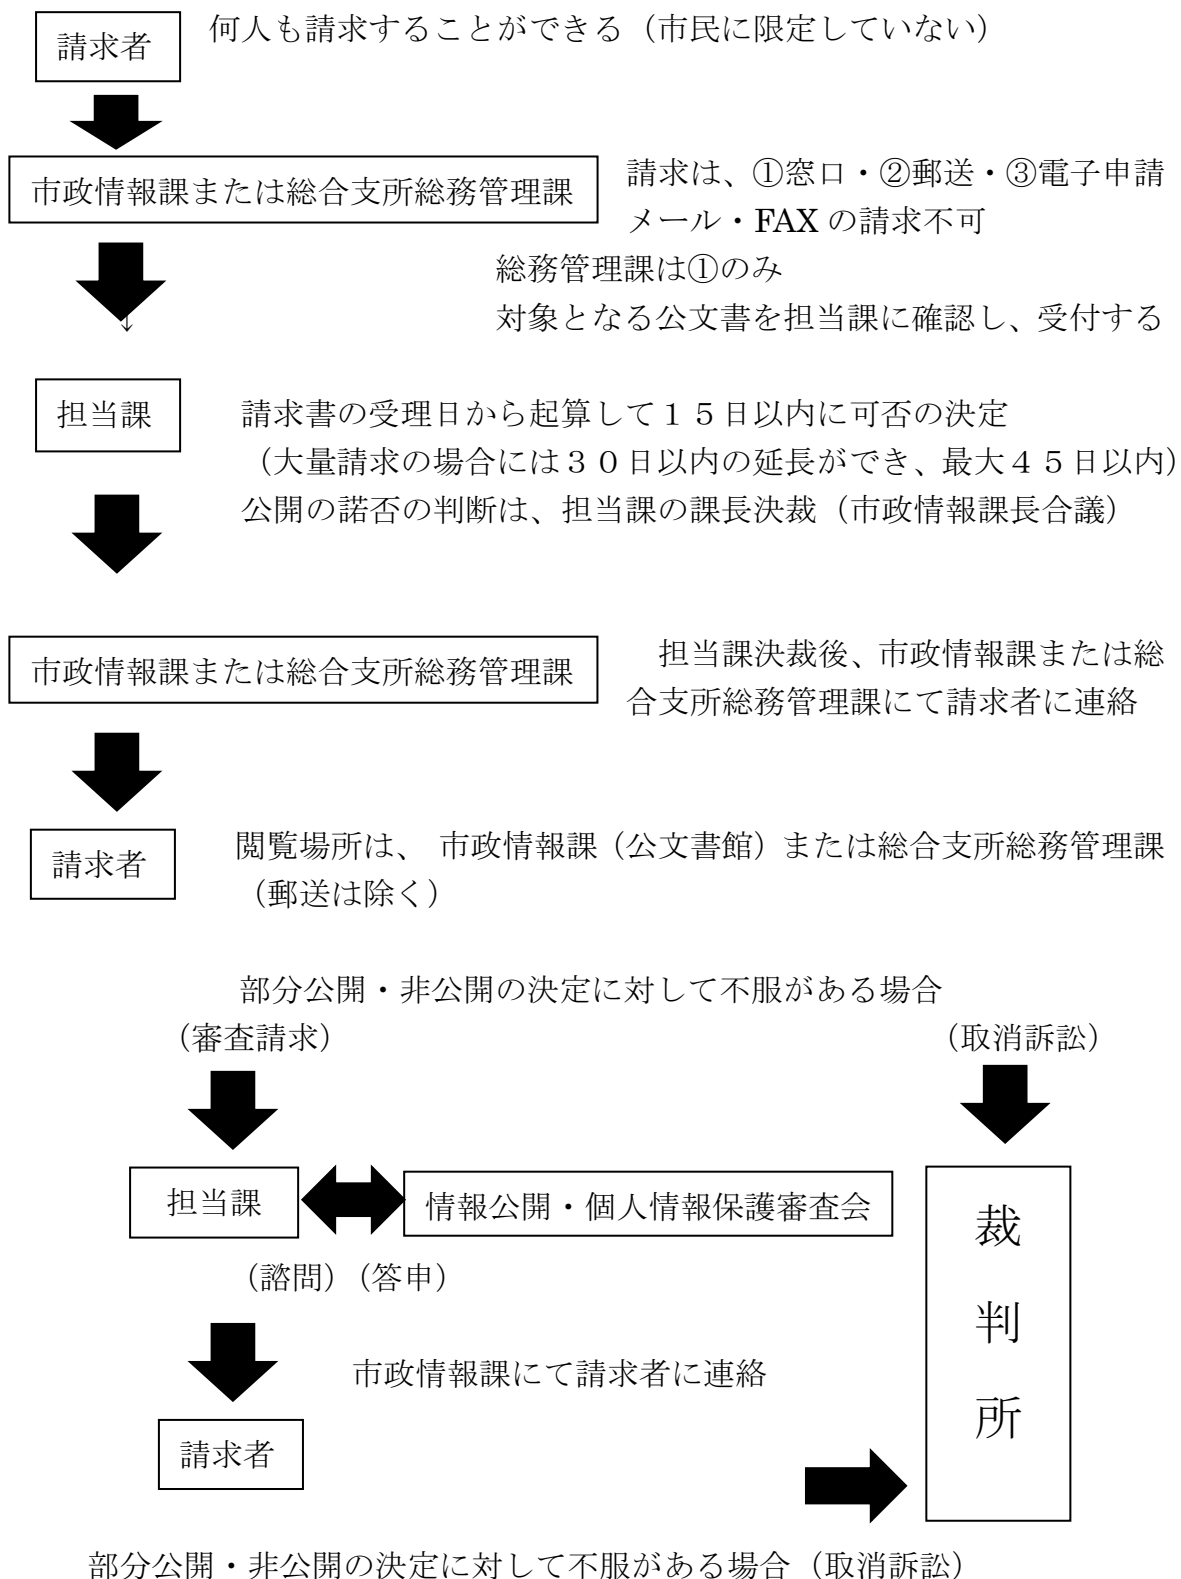 請求者
何人も請求することができる（市民に限定していない）
市政情報課または総合支所総務管理課
請求は、①窓口・②郵送・③電子申請
メール・FAX の請求不可
総務管理課は①のみ
対象となる公文書を担当課に確認し、受付する
↓
担当課
請求書の受理日から起算して１５日以内に可否の決定
（大量請求の場合には３０日以内の延長ができ、最大４５日以内）
公開の諾否の判断は、担当課の課長決裁（市政情報課長合議）
市政情報課または総合支所総務管理課
担当課決裁後、市政情報課または総
合支所総務管理課にて請求者に連絡
請求者
閲覧場所は、 市政情報課（公文書館）または総合支所総務管理課
（郵送は除く）
部分公開・非公開の決定に対して不服がある場合
（審査請求）
（取消訴訟）
担当課
情報公開・個人情報保護審査会
裁判所
（諮問）（答申）
市政情報課にて請求者に連絡
請求者
部分公開・非公開の決定に対して不服がある場合（取消訴訟）